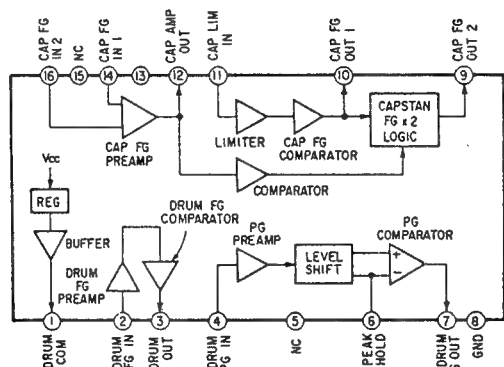 CAP FG
IN 2
NC
CAP FG
IN 1
CAP AMP
OUT
CAP LIM
IN
CAP FG
OUT 1
CAP FG
OUT 2
16
15
14
13
12
11
10
9
CAP FG
PREAMP
LIMITER
CAP FG
COMPARATOR
CAPSTAN
FG x 2
LOGIC
COMPARATOR
Vcc
REG
BUFFER
DRUM
FG
PREAMP
DRUM FG
COMPARATOR
PG
PREAMP
LEVEL
SHIFT
PG
COMPARATOR
+
−
1
2
3
4
5
6
7
8
DRUM
COM
DRUM
FG IN
DRUM
OUT
DRUM
PG IN
NC
PEAK
HOLD
DRUM
OUT
GND